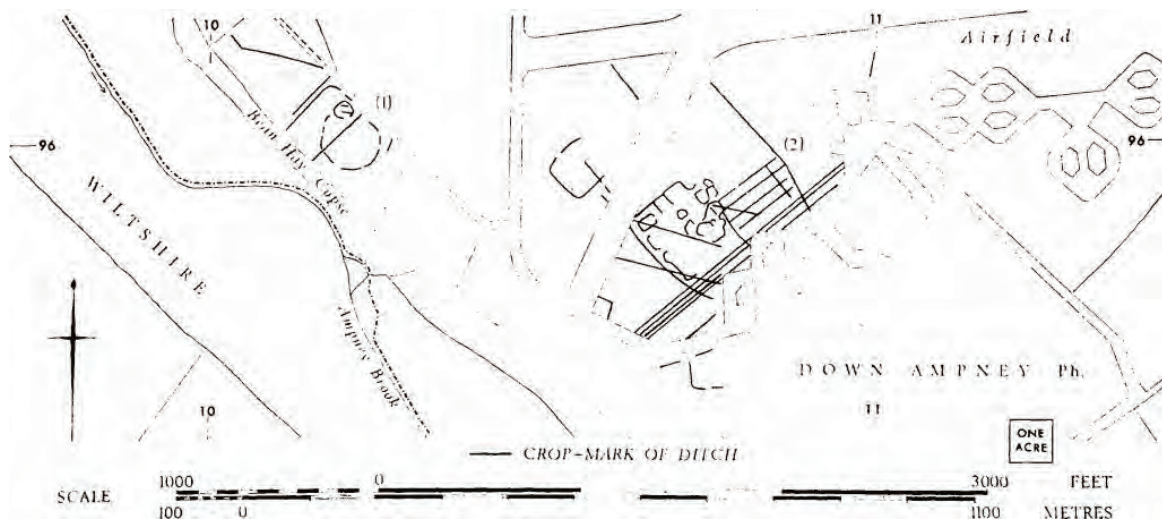 10
11
Airfield
(1)
(2)
96
96
Bean Hay Copse
WILTSHIRE
Ampney Brook
DOWN AMPNEY Ph.
10
11
ONE
ACRE
CROP-MARK OF DITCH
1000 0 3000 FEET
SCALE
100 0 1100 METRES